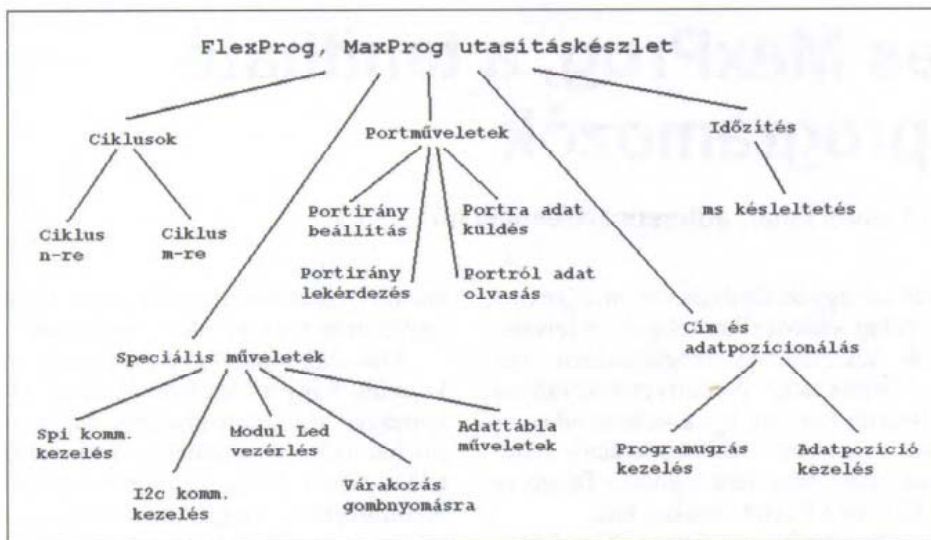 FlexProg, MaxProg utasításkészlet
Ciklusok
Portműveletek
Időzítés
Ciklus
n-re
Ciklus
m-re
Portirány
beállítás
Portra adat
küldés
ms késleltetés
Portirány
lekérdezés
Portról adat
olvasás
Speciális műveletek
Cím és
adatpozícionálás
Spi komm.
kezelés
Modul Led
vezérlés
Adattábla
műveletek
Programugrás
kezelés
Adatpozíció
kezelés
I2c komm.
kezelés
Várakozás
gombnyomásra